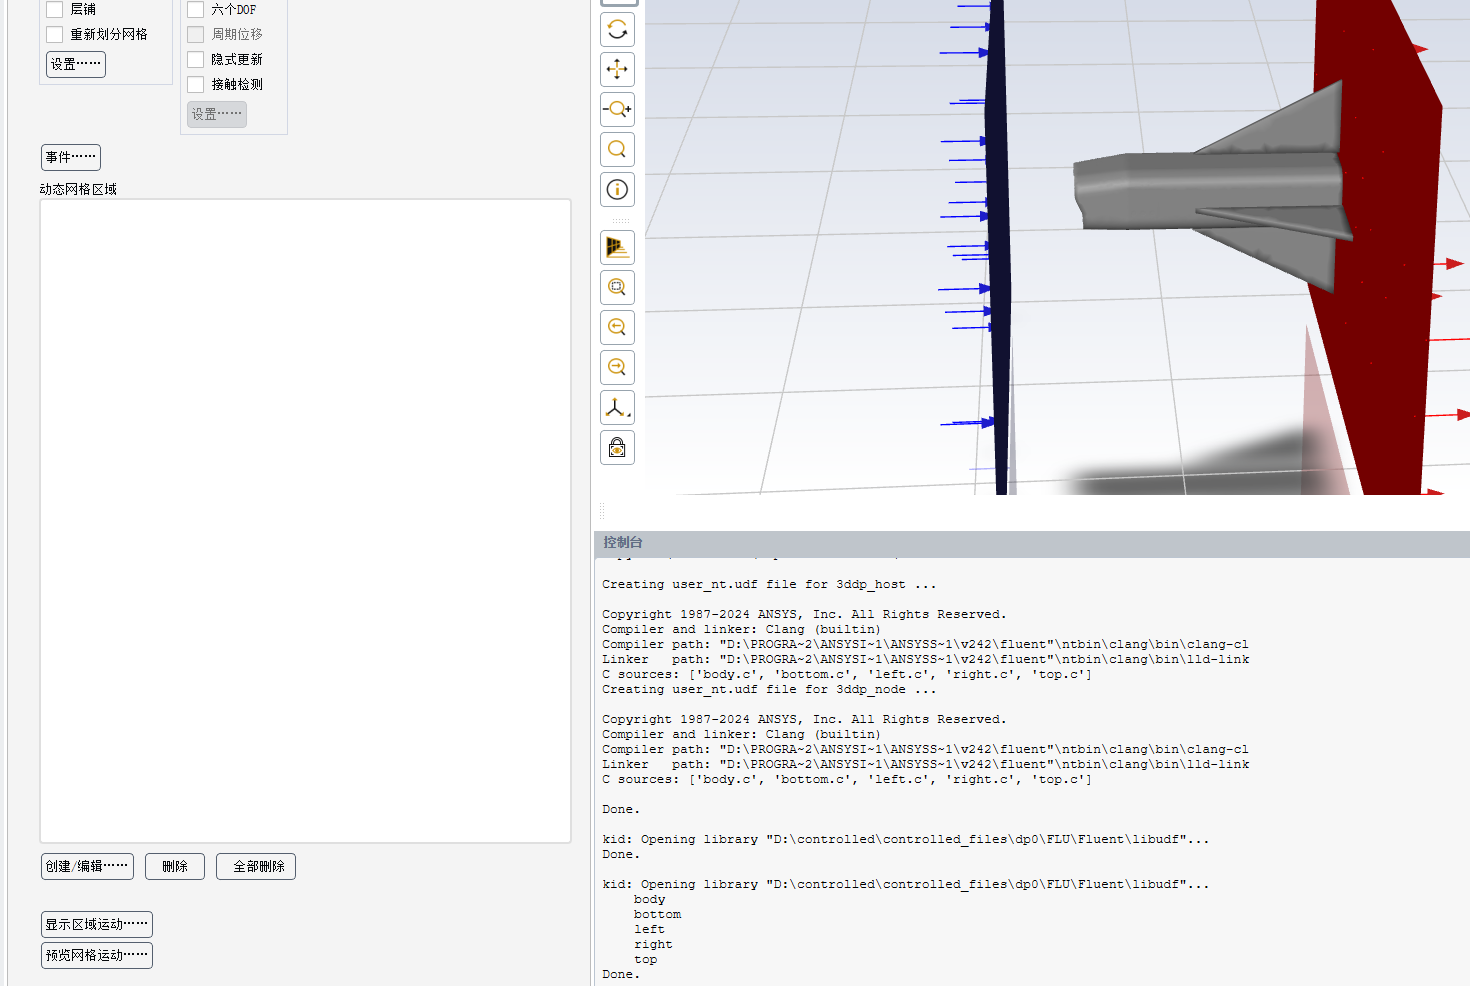 层铺
六个DOF
重新划分网格
周期位移
设置……
隐式更新
接触检测
设置……
事件……
动态网格区域
创建/编辑……
删除
全部删除
显示区域运动……
预览网格运动……
控制台
Creating user_nt.udf file for 3ddp_host ...
Copyright 1987-2024 ANSYS, Inc. All Rights Reserved.
Compiler and linker: Clang (builtin)
Compiler path: "D:\PROGRA~2\ANSYSI~1\ANSYSS~1\v242\fluent"\ntbin\clang\bin\clang-cl
Linker   path: "D:\PROGRA~2\ANSYSI~1\ANSYSS~1\v242\fluent"\ntbin\clang\bin\lld-link
C sources: ['body.c', 'bottom.c', 'left.c', 'right.c', 'top.c']
Creating user_nt.udf file for 3ddp_node ...
Copyright 1987-2024 ANSYS, Inc. All Rights Reserved.
Compiler and linker: Clang (builtin)
Compiler path: "D:\PROGRA~2\ANSYSI~1\ANSYSS~1\v242\fluent"\ntbin\clang\bin\clang-cl
Linker   path: "D:\PROGRA~2\ANSYSI~1\ANSYSS~1\v242\fluent"\ntbin\clang\bin\lld-link
C sources: ['body.c', 'bottom.c', 'left.c', 'right.c', 'top.c']
Done.
kid: Opening library "D:\controlled\controlled_files\dp0\FLU\Fluent\libudf"...
Done.
kid: Opening library "D:\controlled\controlled_files\dp0\FLU\Fluent\libudf"...
body
bottom
left
right
top
Done.